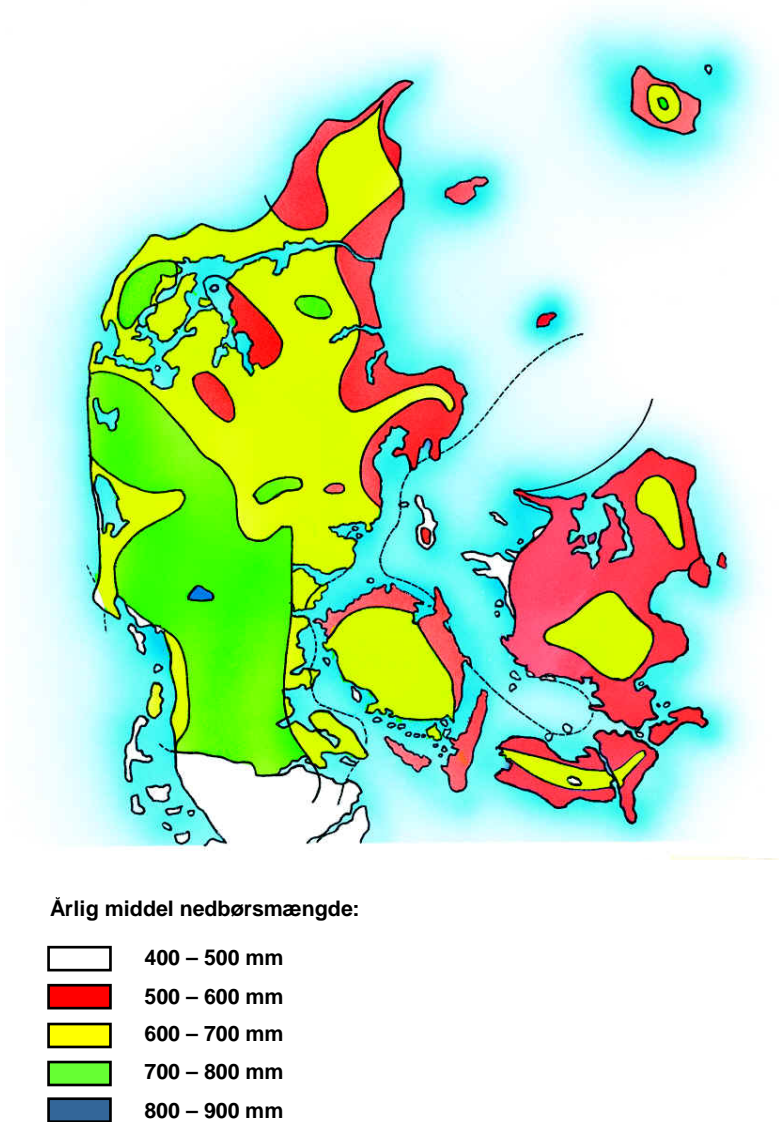 Årlig middel nedbørsmængde:
400 – 500 mm
500 – 600 mm
600 – 700 mm
700 – 800 mm
800 – 900 mm